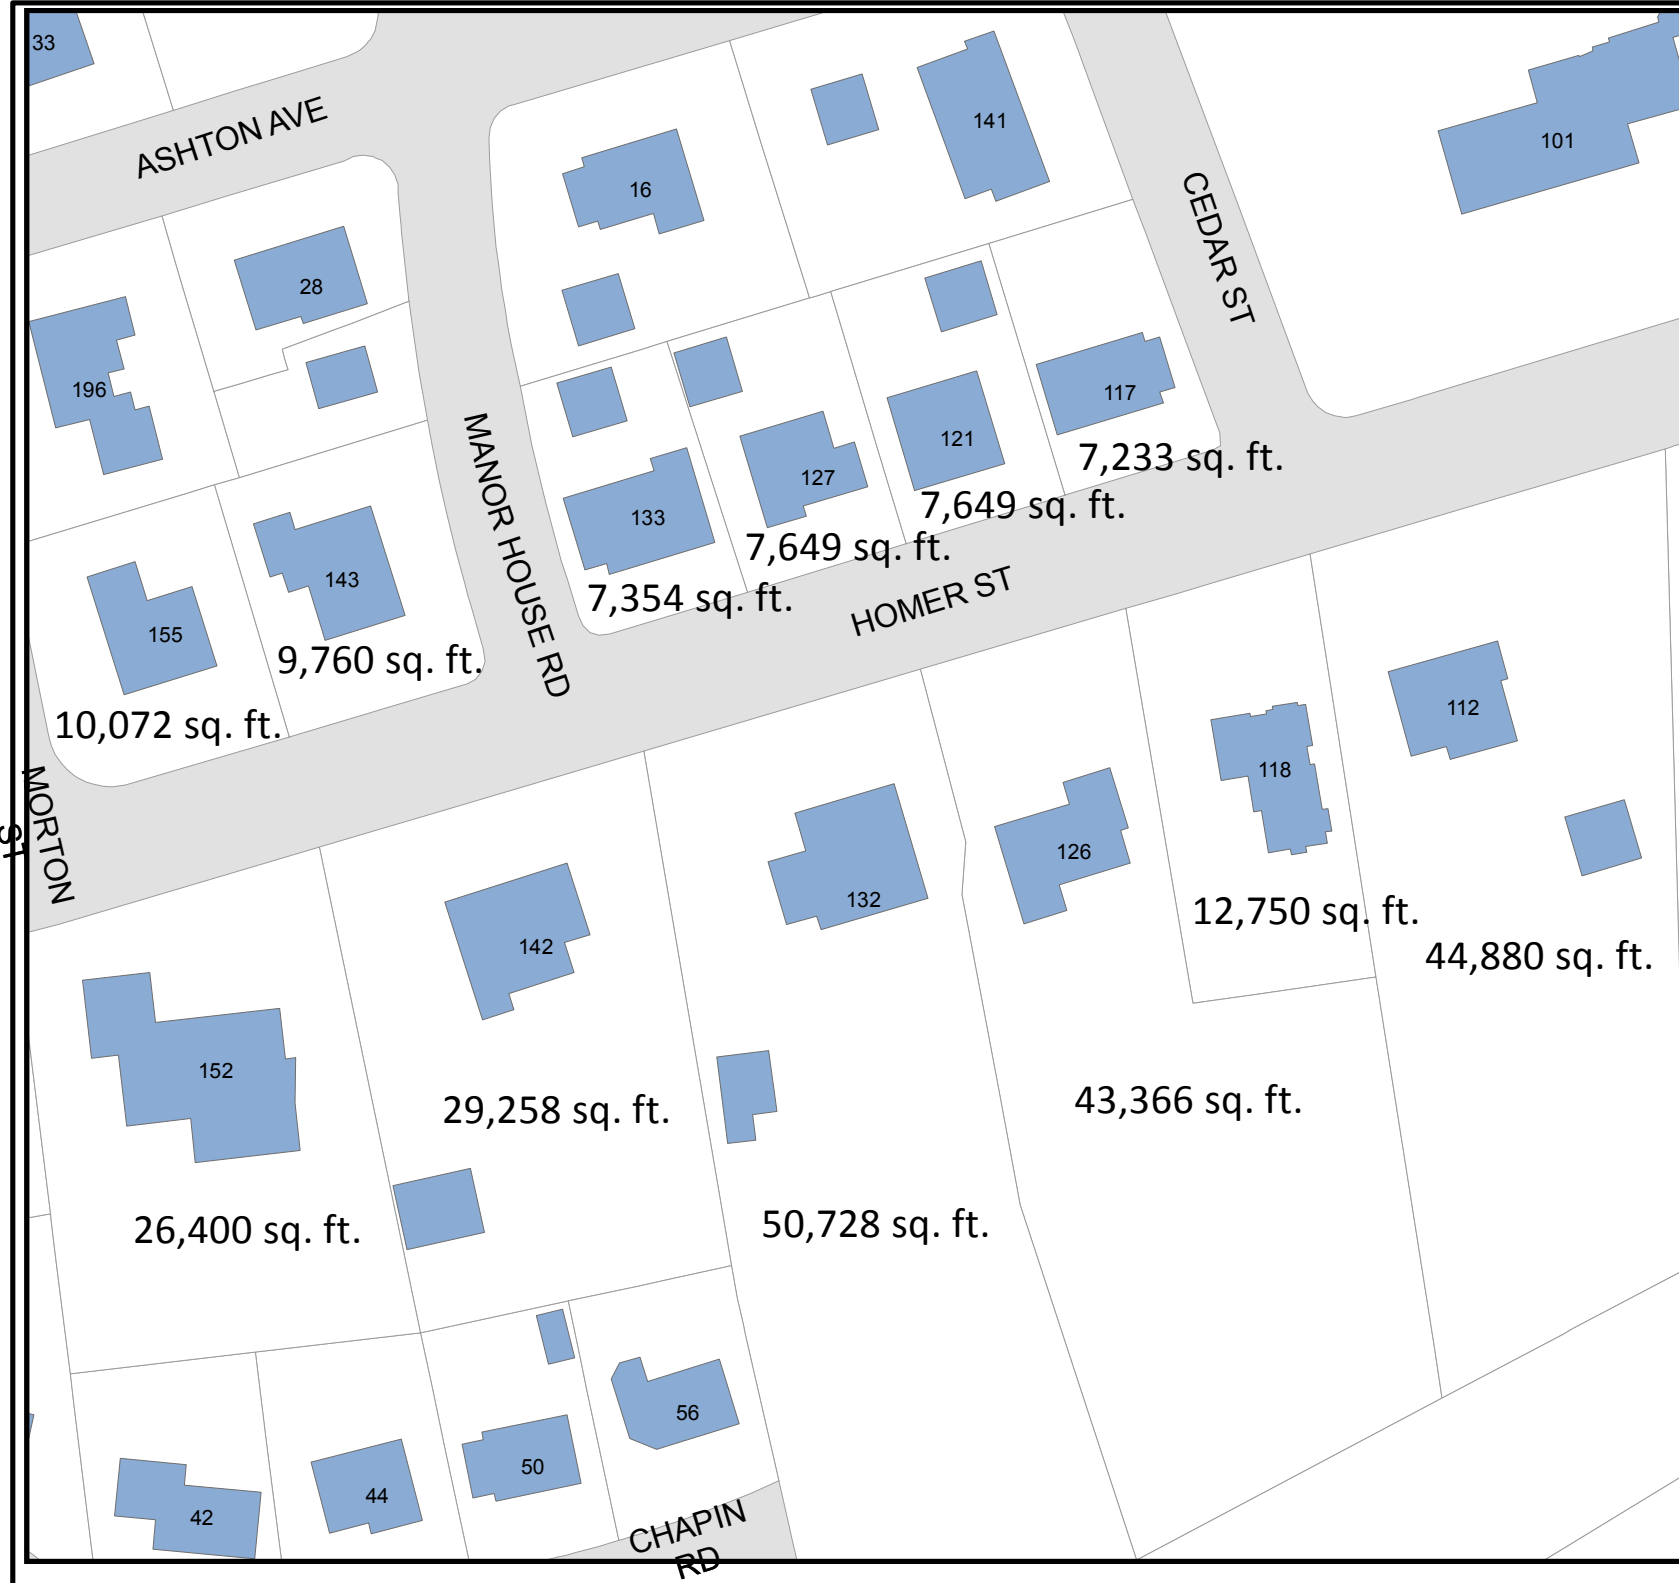 33
ASHTON AVE
16
141
101
28
CEDAR ST
196
117
121
7,233 sq. ft.
127
7,649 sq. ft.
133
7,649 sq. ft.
MANOR HOUSE RD
7,354 sq. ft.
HOMER ST
143
155
9,760 sq. ft.
10,072 sq. ft.
112
118
MORTON
ST
126
132
12,750 sq. ft.
142
44,880 sq. ft.
152
29,258 sq. ft.
43,366 sq. ft.
26,400 sq. ft.
50,728 sq. ft.
56
50
44
42
CHAPIN
RD